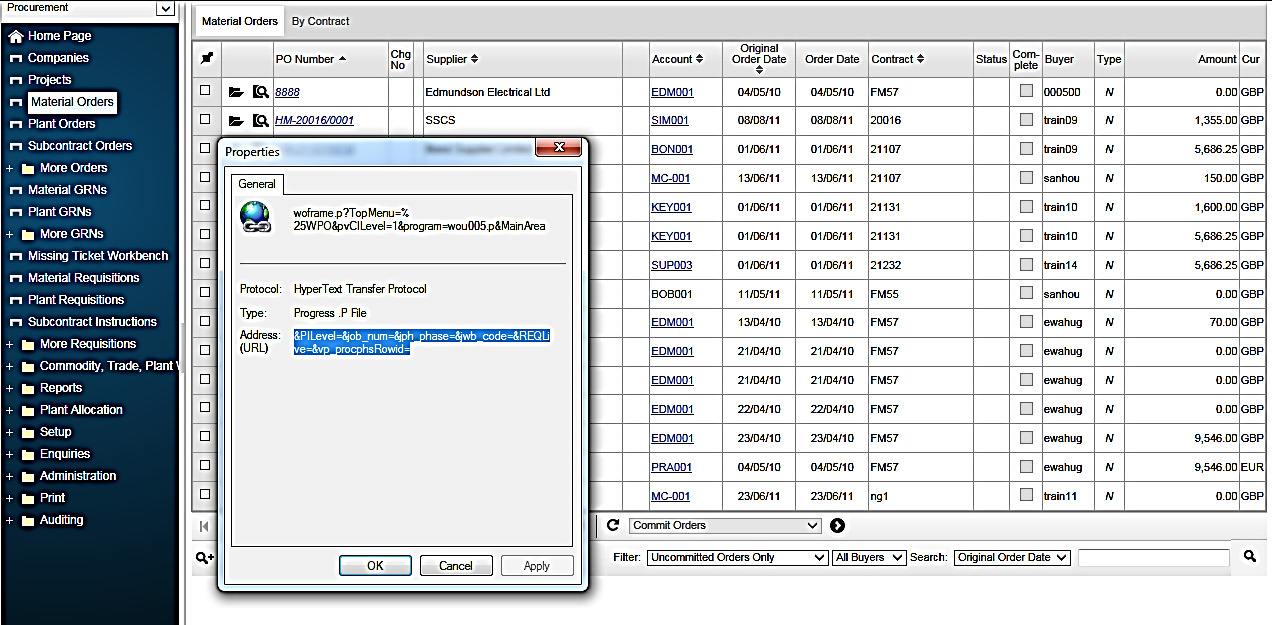 Procurement
Home Page
Companies
Projects
Material Orders
Plant Orders
Subcontract Orders
+ More Orders
Material GRNs
Plant GRNs
+ More GRNs
Missing Ticket Workbench
Material Requisitions
Plant Requisitions
Subcontract Instructions
+ More Requisitions
+ Commodity, Trade, Plant
+ Reports
+ Plant Allocation
+ Setup
+ Enquiries
+ Administration
+ Print
+ Auditing
Material Orders By Contract
PO Number Chg No Supplier Account Original Order Date Order Date Contract Status Com-plete Buyer Type Amount Cur
8888 Edmundson Electrical Ltd EDM001 04/05/10 04/05/10 FM57 000500 N 0.00 GBP
HM-20016/0001 SSCS SIM001 08/08/11 08/08/11 20016 train09 N 1,355.00 GBP
BON001 01/06/11 01/06/11 21107 train09 N 5,686.25 GBP
MC-001 13/06/11 13/06/11 21107 sanhou N 150.00 GBP
KEY001 01/06/11 01/06/11 21131 train10 N 1,600.00 GBP
KEY001 01/06/11 01/06/11 21131 train10 N 5,686.25 GBP
SUP003 01/06/11 01/06/11 21232 train14 N 5,686.25 GBP
BOB001 11/05/11 11/05/11 FM55 sanhou N 0.00 GBP
EDM001 13/04/10 13/04/10 FM57 ewahug N 70.00 GBP
EDM001 21/04/10 21/04/10 FM57 ewahug N 0.00 GBP
EDM001 21/04/10 21/04/10 FM57 ewahug N 0.00 GBP
EDM001 22/04/10 22/04/10 FM57 ewahug N 0.00 GBP
EDM001 23/04/10 23/04/10 FM57 ewahug N 9,546.00 GBP
PRA001 04/05/10 04/05/10 FM57 ewahug N 9,546.00 EUR
MC-001 23/06/11 23/06/11 ng1 train11 N 0.00 GBP
Commit Orders
Filter: Uncommitted Orders Only All Buyers Search: Original Order Date
Properties
General
woframe.p?TopMenu=%
25WPO&pvCILevel=1&program=wou005.p&MainArea
Protocol: HyperText Transfer Protocol
Type: Progress .P File
Address: &PILevel=&job_num=&jph_phase=&jwb_code=&REQLi
(URL) ve=&vp_procphsRowid=
OK Cancel Apply